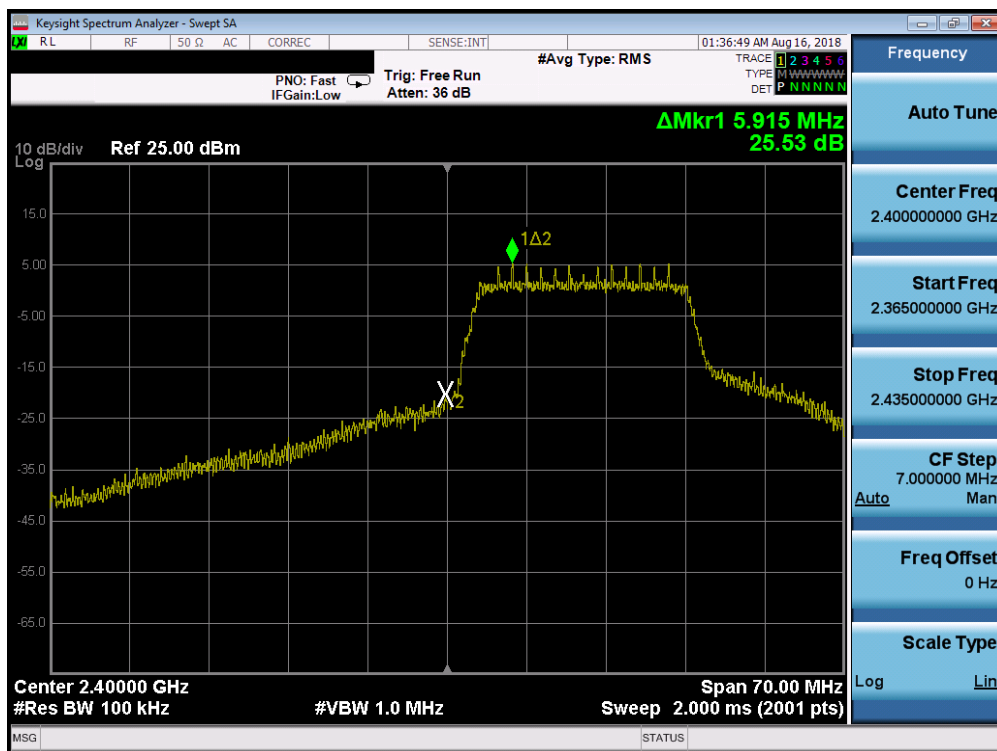 Keysight Spectrum Analyzer - Swept SA
LXI RL RF 50 Ω AC CORREC SENSE:INT 01:36:49 AM Aug 16, 2018
#Avg Type: RMS TRACE 1 2 3 4 5 6
PNO: Fast Trig: Free Run TYPE M W W W W W
IFGain:Low Atten: 36 dB DET P N N N N N
ΔMkr1 5.915 MHz
25.53 dB
10 dB/div Ref 25.00 dBm
Log
15.0
5.00
-5.00
-15.0
-25.0
-35.0
-45.0
-55.0
-65.0
1Δ2
X2
Center 2.40000 GHz Span 70.00 MHz
#Res BW 100 kHz #VBW 1.0 MHz Sweep 2.000 ms (2001 pts)
MSG STATUS
Frequency
Auto Tune
Center Freq
2.400000000 GHz
Start Freq
2.365000000 GHz
Stop Freq
2.435000000 GHz
CF Step
7.000000 MHz
Auto Man
Freq Offset
0 Hz
Scale Type
Log Lin